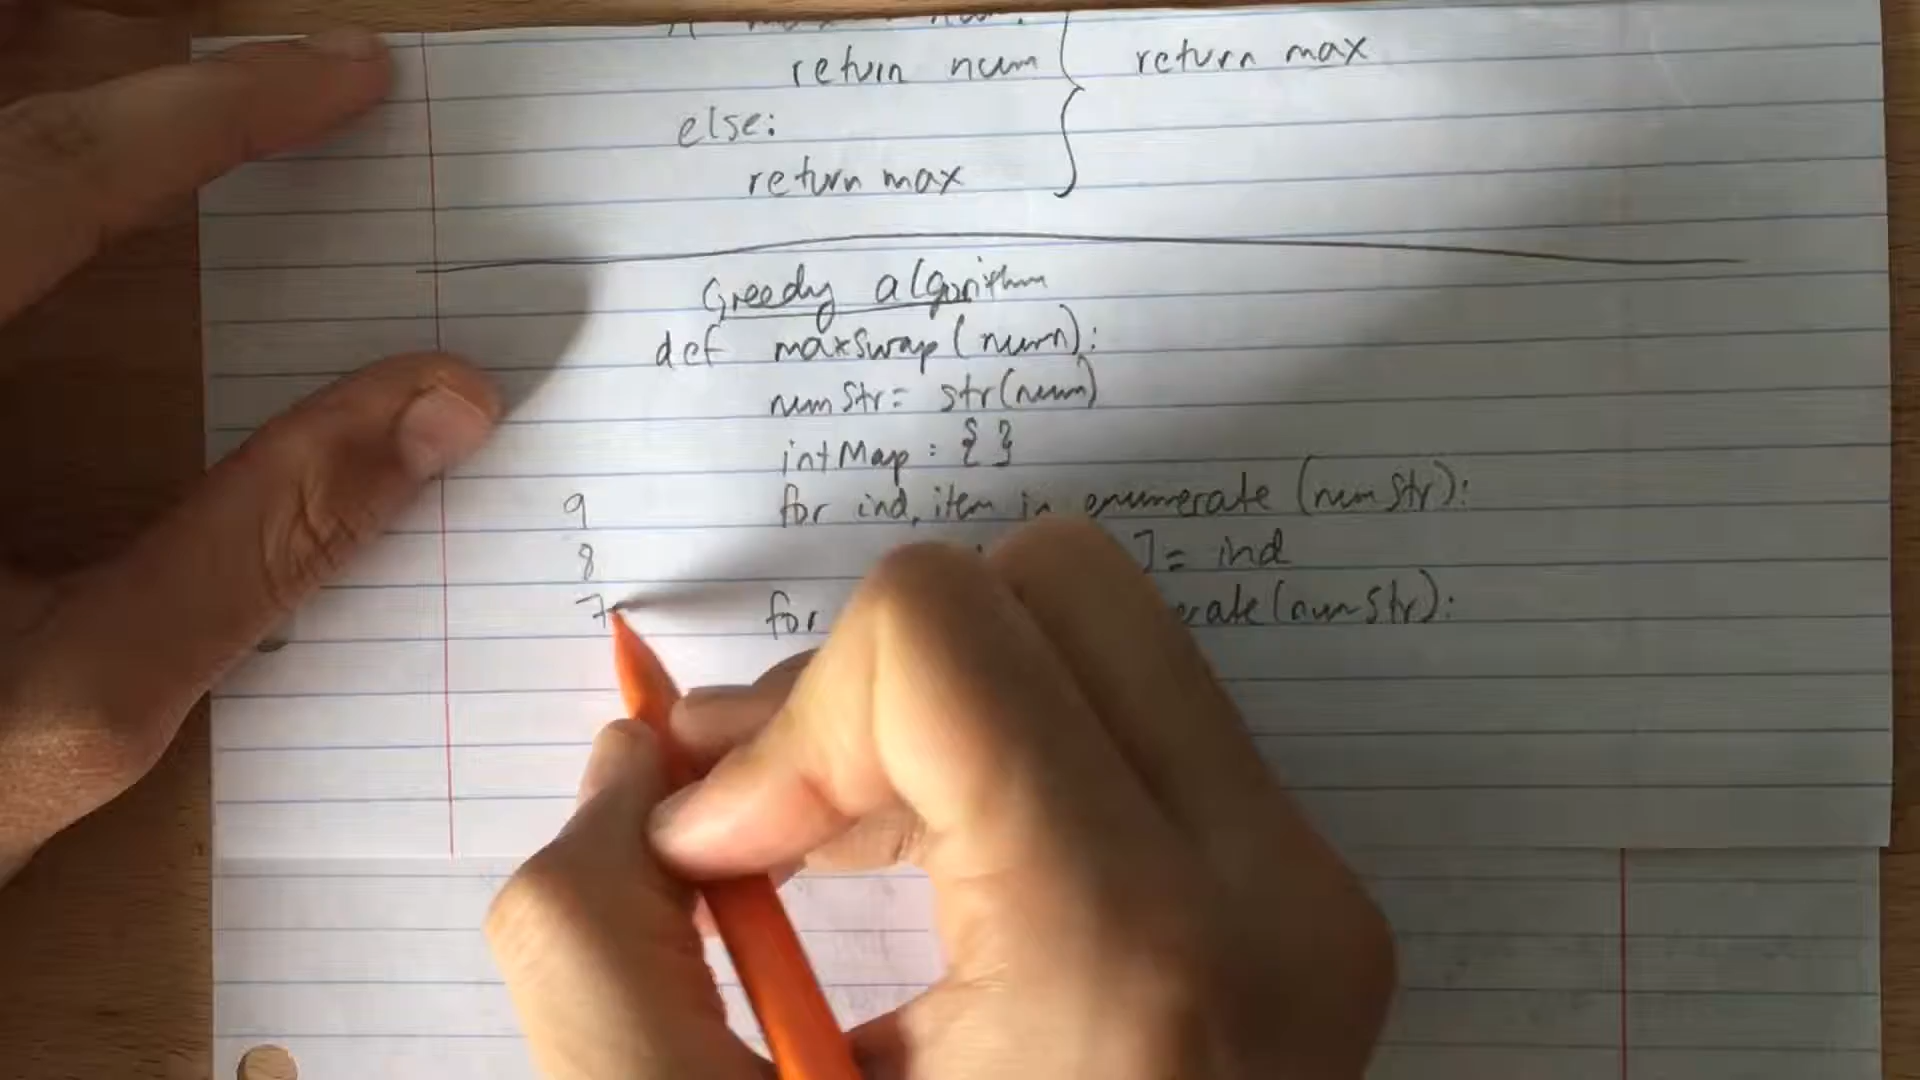 return num } return max
else:
return max
Greedy algorithm
def maxSwap(num):
numStr= str(num)
intMap: {}
9 for ind, item in enumerate (numStr):
8 ]= ind
7 for erate(numStr):